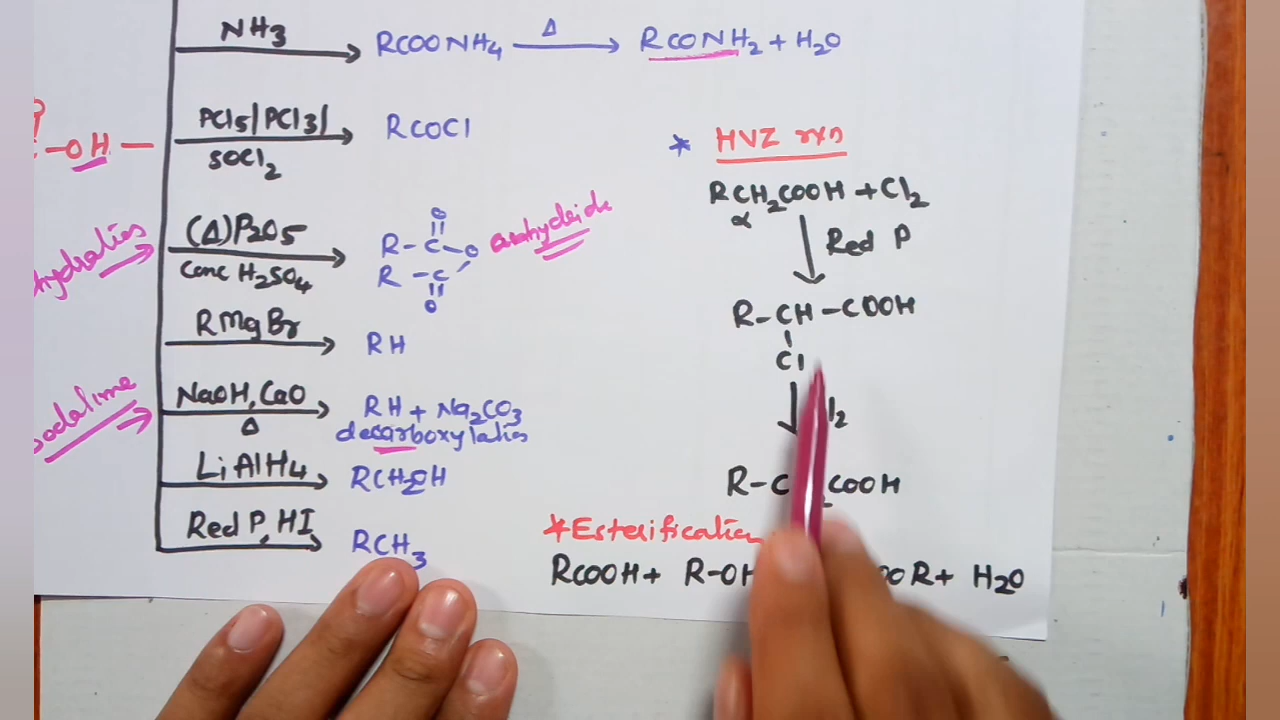 NH3
RCOONH4 Δ RCONH2 + H2O
-OH -
PCl5/PCl3/
SOCl2
RCOCl
(Δ)P2O5
Conc H2SO4
O
R-C-O
R-C
O
anhydride
RMgBr
RH
sodalime
NaOH, CaO
Δ
RH + Na2CO3
decarboxylation
LiAlH4
RCH2OH
Red P, HI
RCH3
* HVZ rxn
RCH2COOH + Cl2
α
Red P
R-CH-COOH
Cl
R-C COOH
*Esterification
RCOOH + R-OH R + H2O